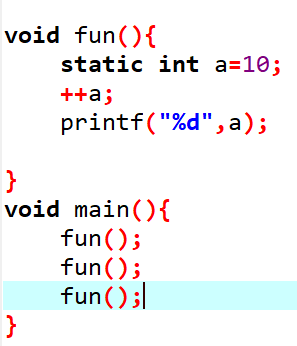 void fun(){
    static int a=10;
    ++a;
    printf("%d",a);

}
void main(){
    fun();
    fun();
    fun();
}